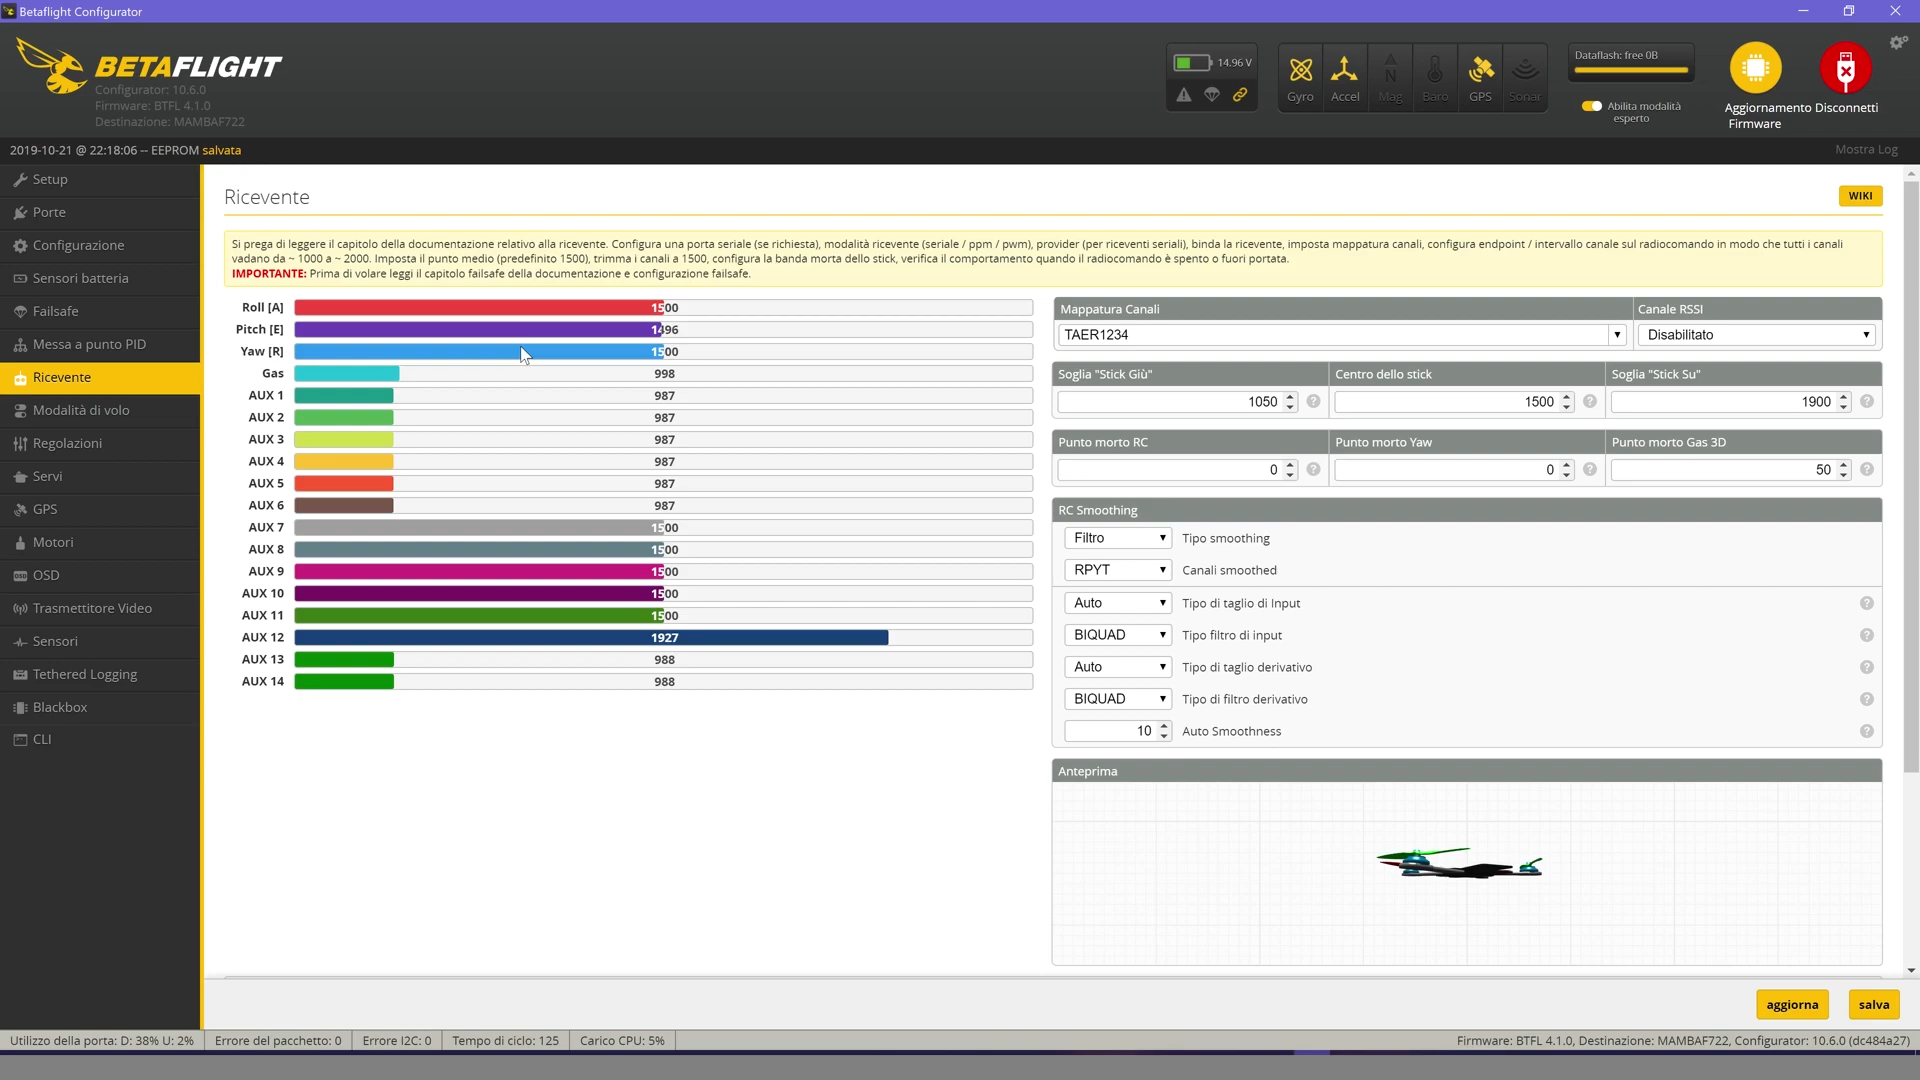 Betaflight Configurator
BETAFLIGHT
Configurator: 10.6.0
Firmware: BTFL 4.1.0
Destinazione: MAMBAF722
14.96 V
Gyro
Accel
Mag
Baro
GPS
Sonar
Dataflash: free 0B
Abilita modalità
esperto
Aggiornamento
Firmware
Disconnetti
2019-10-21 @ 22:18:06 -- EEPROM salvata
Mostra Log
Setup
Porte
Configurazione
Sensori batteria
Failsafe
Messa a punto PID
Ricevente
Modalità di volo
Regolazioni
Servi
GPS
Motori
OSD
Trasmettitore Video
Sensori
Tethered Logging
Blackbox
CLI
Ricevente
WIKI
Si prega di leggere il capitolo della documentazione relativo alla ricevente. Configura una porta seriale (se richiesta), modalità ricevente (seriale / ppm / pwm), provider (per riceventi seriali), binda la ricevente, imposta mappatura canali, configura endpoint / intervallo canale sul radiocomando in modo che tutti i canali
vadano da ~ 1000 a ~ 2000. Imposta il punto medio (predefinito 1500), trimma i canali a 1500, configura la banda morta dello stick, verifica il comportamento quando il radiocomando è spento o fuori portata.
IMPORTANTE: Prima di volare leggi il capitolo failsafe della documentazione e configurazione failsafe.
Roll [A] 1500
Pitch [E] 1496
Yaw [R] 1500
Gas 998
AUX 1 987
AUX 2 987
AUX 3 987
AUX 4 987
AUX 5 987
AUX 6 987
AUX 7 1500
AUX 8 1500
AUX 9 1500
AUX 10 1500
AUX 11 1500
AUX 12 1927
AUX 13 988
AUX 14 988
Mappatura Canali Canale RSSI
TAER1234 Disabilitato
Soglia "Stick Giù" Centro dello stick Soglia "Stick Su"
1050 1500 1900
Punto morto RC Punto morto Yaw Punto morto Gas 3D
0 0 50
RC Smoothing
Filtro Tipo smoothing
RPYT Canali smoothed
Auto Tipo di taglio di Input
BIQUAD Tipo filtro di input
Auto Tipo di taglio derivativo
BIQUAD Tipo di filtro derivativo
10 Auto Smoothness
Anteprima
aggiorna salva
Utilizzo della porta: D: 38% U: 2% Errore del pacchetto: 0 Errore I2C: 0 Tempo di ciclo: 125 Carico CPU: 5% Firmware: BTFL 4.1.0, Destinazione: MAMBAF722, Configurator: 10.6.0 (dc484a27)